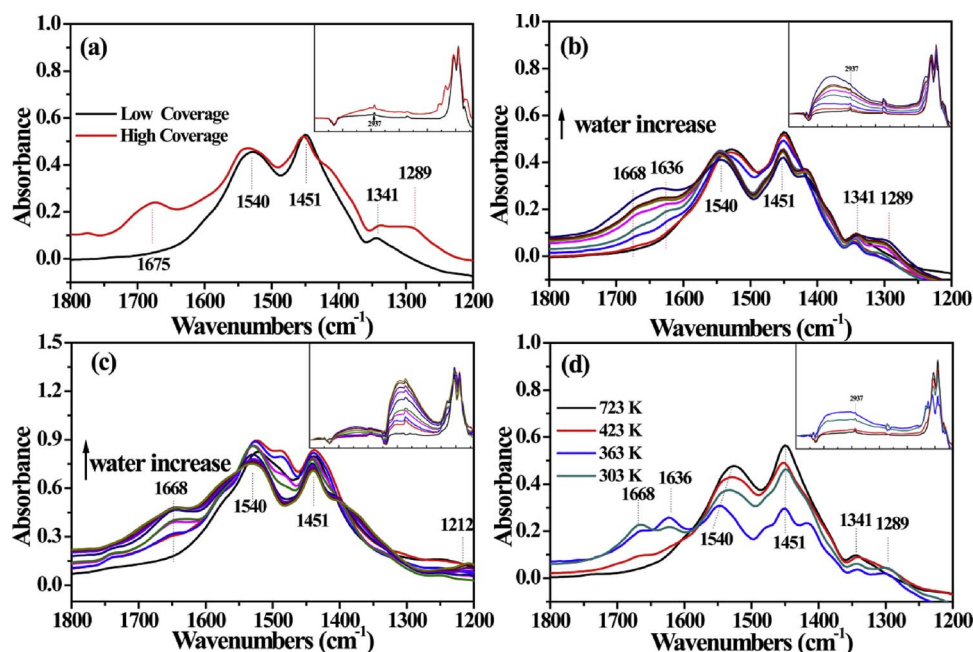 (a)
1.0
0.8
0.6
0.4
0.2
0.0
Absorbance
Low Coverage
High Coverage
2937
1675
1540
1451
1341
1289
1800 1700 1600 1500 1400 1300 1200
Wavenumbers (cm-1)
(b)
1.0
0.8
0.6
0.4
0.2
0.0
Absorbance
water increase
2937
1668
1636
1540
1451
1341
1289
1800 1700 1600 1500 1400 1300 1200
Wavenumbers (cm-1)
(c)
1.5
1.2
0.9
0.6
0.3
0.0
Absorbance
water increase
1668
1540
1451
1212
1800 1700 1600 1500 1400 1300 1200
Wavenumbers (cm-1)
(d)
1.0
0.8
0.6
0.4
0.2
0.0
Absorbance
723 K
423 K
363 K
303 K
2937
1668
1636
1540
1451
1341
1289
1800 1700 1600 1500 1400 1300 1200
Wavenumbers (cm-1)